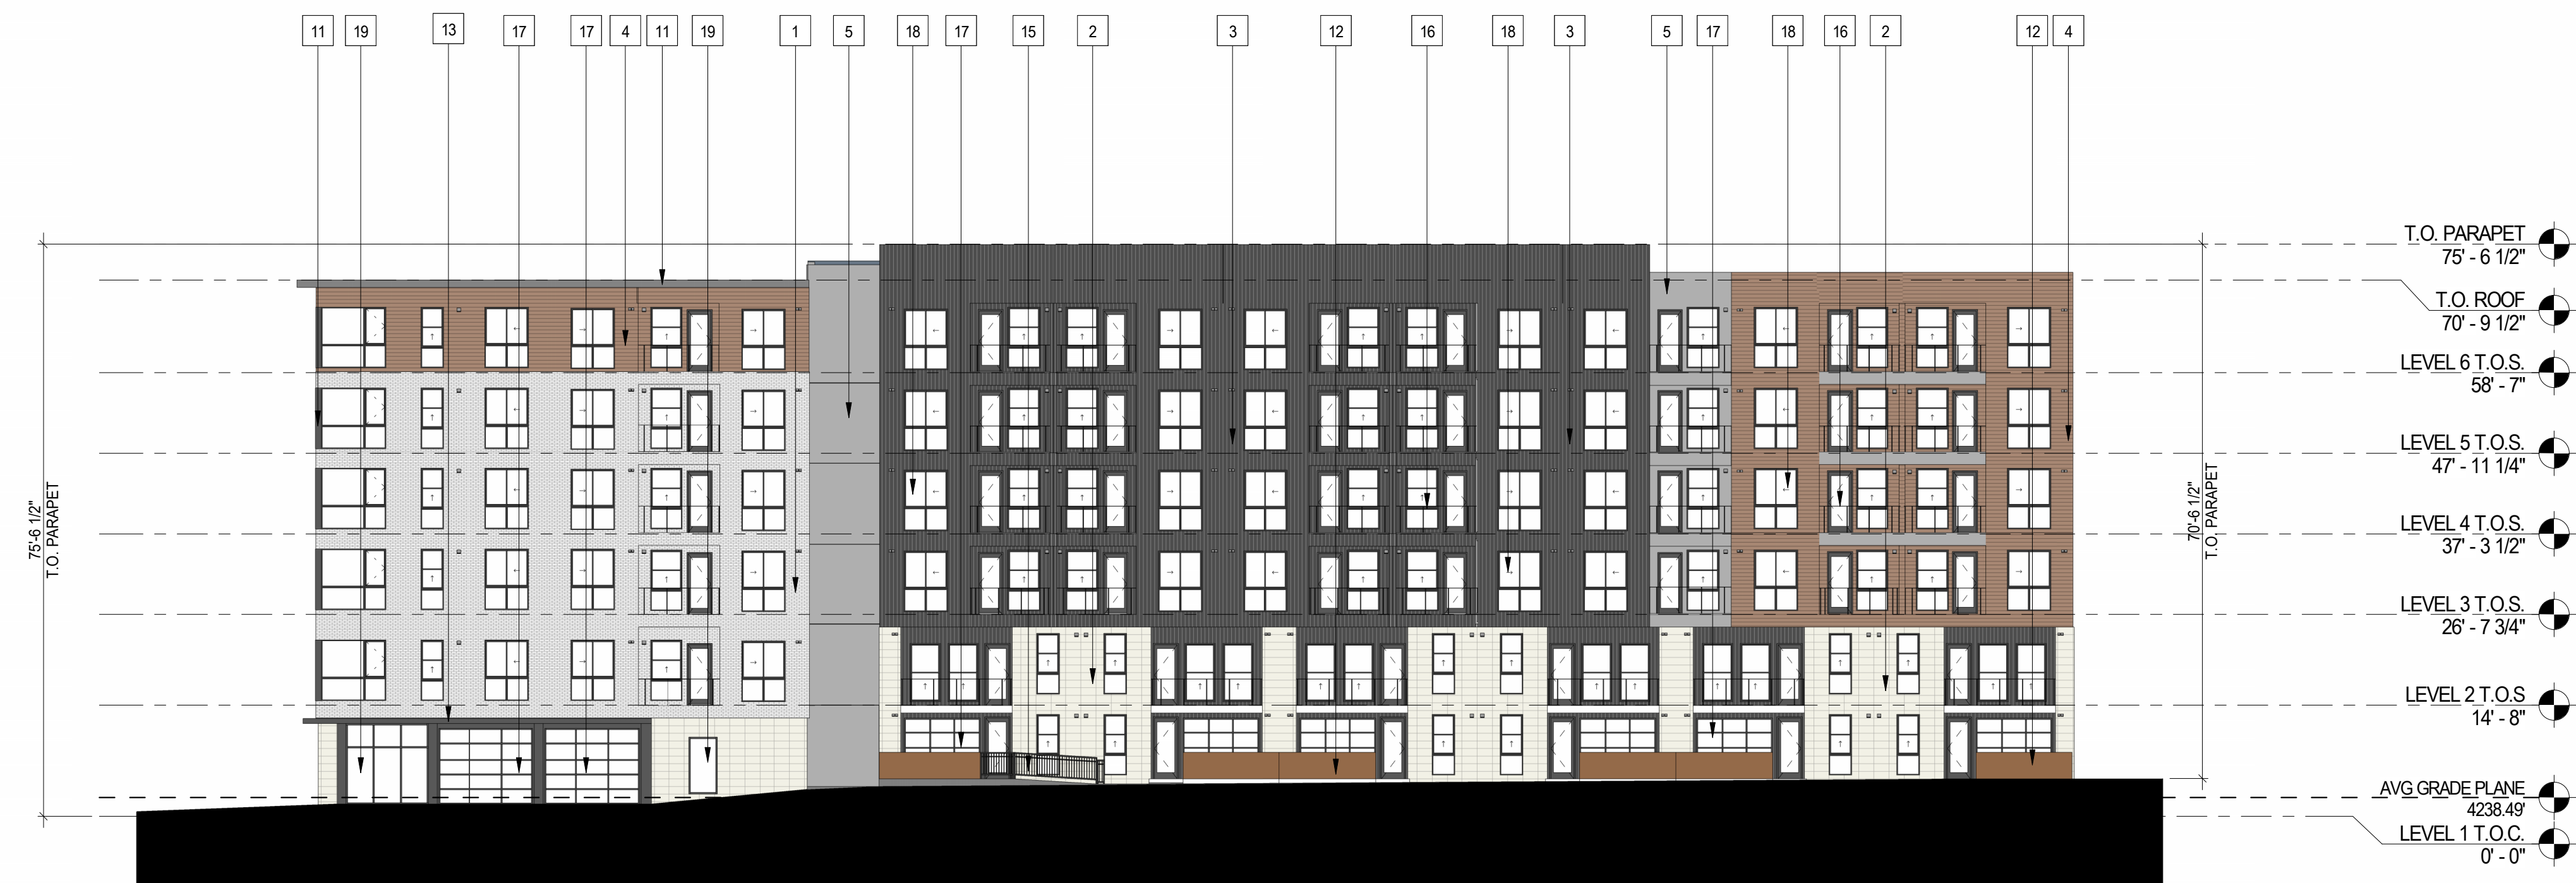 11
19
13
17
17
4
11
19
1
5
18
17
15
2
3
12
16
18
3
5
17
18
16
2
12
4
T.O. PARAPET
75' - 6 1/2"
T.O. ROOF
70' - 9 1/2"
LEVEL 6 T.O.S.
58' - 7"
LEVEL 5 T.O.S.
47' - 11 1/4"
LEVEL 4 T.O.S.
37' - 3 1/2"
LEVEL 3 T.O.S.
26' - 7 3/4"
LEVEL 2 T.O.S
14' - 8"
AVG GRADE PLANE
4238.49'
LEVEL 1 T.O.C.
0' - 0"
75'-6 1/2"
T.O. PARAPET
70'-6 1/2"
T.O. PARAPET